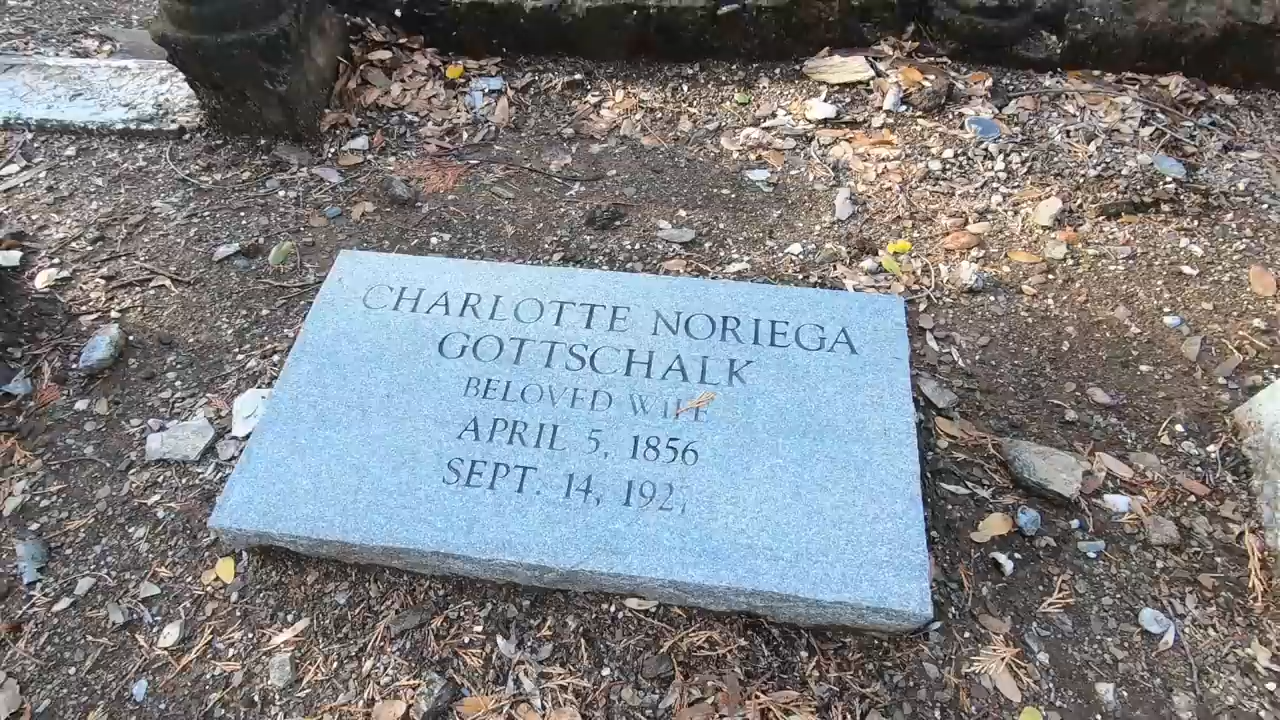 CHARLOTTE NORIEGA
GOTTSCHALK
BELOVED WIFE
APRIL 5, 1856
SEPT. 14,